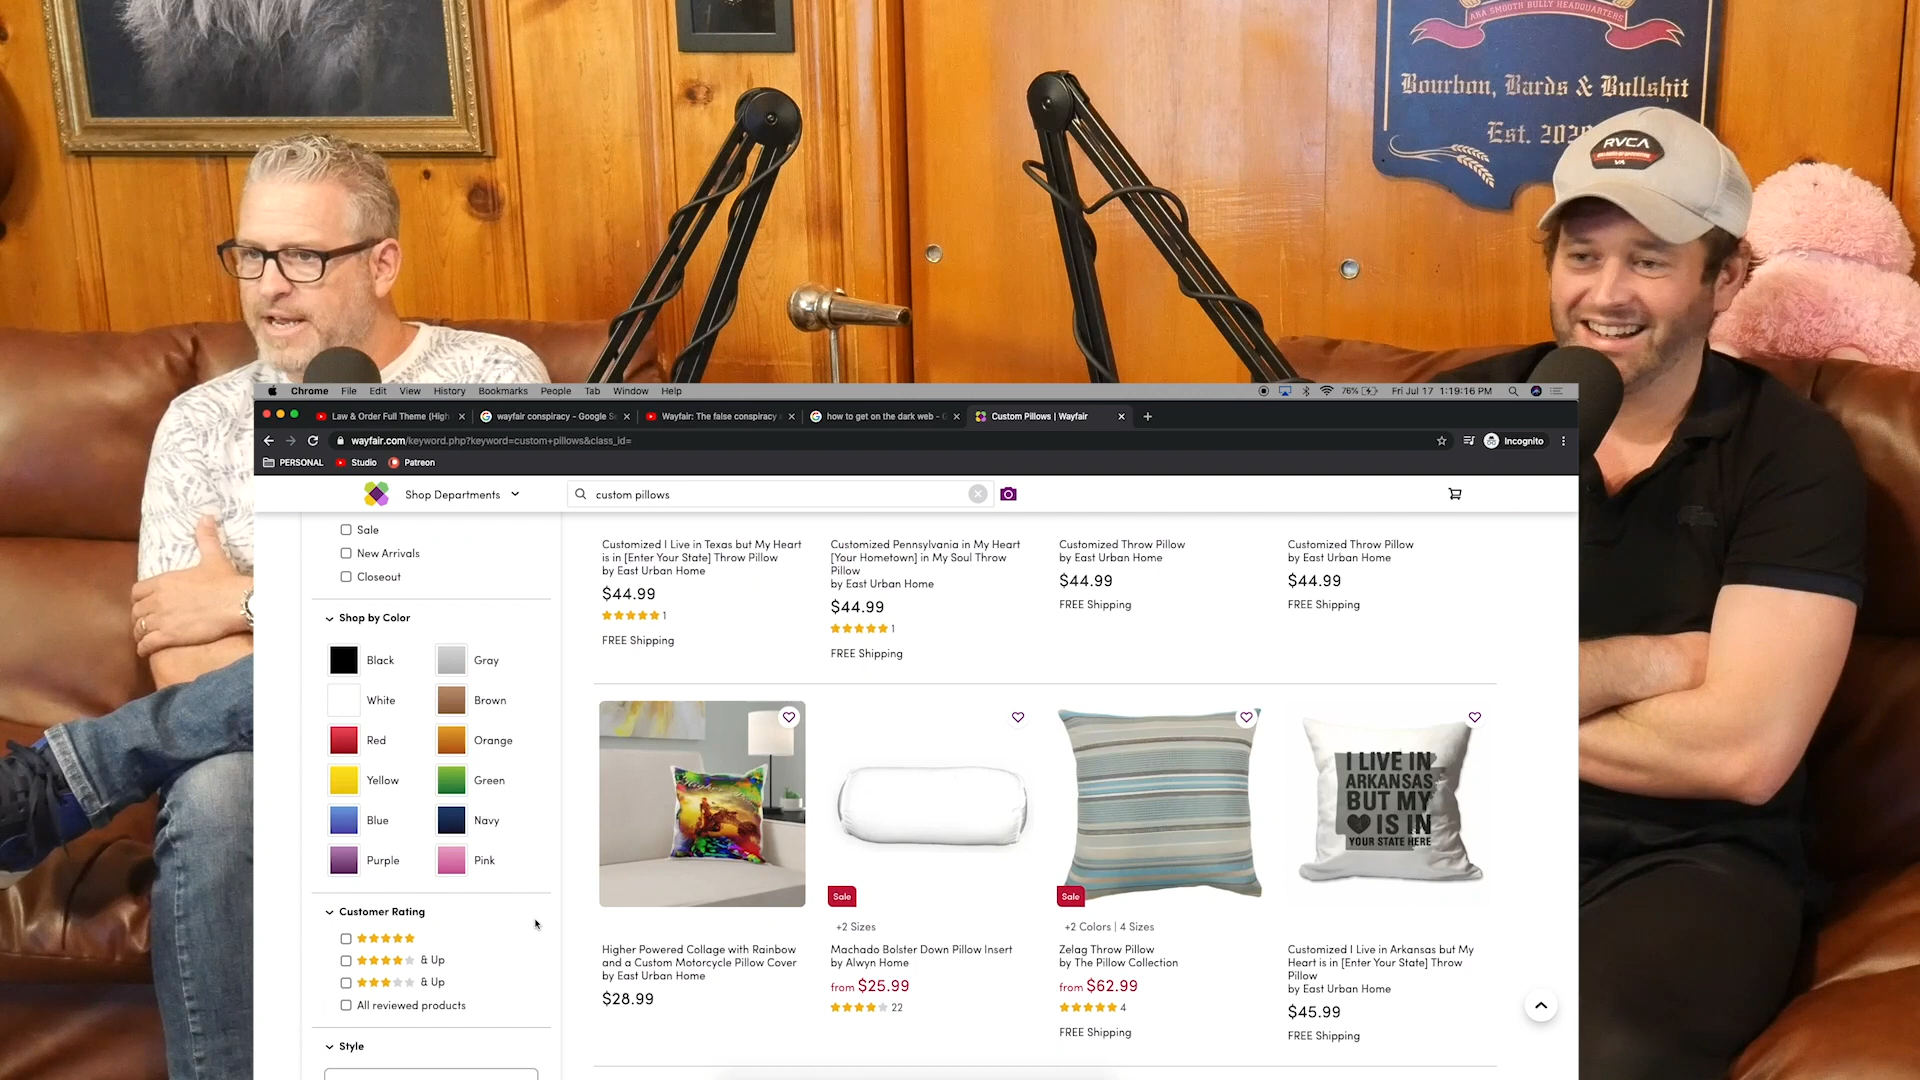 AKA SMOOTH BULLY HEADQUARTERS
Bourbon, Bards & Bullshit
Est. 202
RVCA
VA
Chrome File Edit View History Bookmarks People Tab Window Help
76% Fri Jul 17 1:19:16 PM
Law & Order Full Theme (High
wayfair conspiracy - Google S
Wayfair: The false conspiracy
how to get on the dark web - G
Custom Pillows | Wayfair
wayfair.com/keyword.php?keyword=custom+pillows&class_id=
Incognito
PERSONAL Studio Patreon
Shop Departments
custom pillows
Sale
New Arrivals
Closeout
Shop by Color
Black Gray
White Brown
Red Orange
Yellow Green
Blue Navy
Purple Pink
Customer Rating
& Up
& Up
All reviewed products
Style
Customized I Live in Texas but My Heart
is in [Enter Your State] Throw Pillow
by East Urban Home
$44.99
1
FREE Shipping
Customized Pennsylvania in My Heart
[Your Hometown] in My Soul Throw
Pillow
by East Urban Home
$44.99
1
FREE Shipping
Customized Throw Pillow
by East Urban Home
$44.99
FREE Shipping
Customized Throw Pillow
by East Urban Home
$44.99
FREE Shipping
Higher Powered Collage with Rainbow
and a Custom Motorcycle Pillow Cover
by East Urban Home
$28.99
Sale
+2 Sizes
Machado Bolster Down Pillow Insert
by Alwyn Home
from $25.99
22
Sale
+2 Colors | 4 Sizes
Zelag Throw Pillow
by The Pillow Collection
from $62.99
4
FREE Shipping
I LIVE IN
ARKANSAS
BUT MY
IS IN
YOUR STATE HERE
Customized I Live in Arkansas but My
Heart is in [Enter Your State] Throw
Pillow
by East Urban Home
$45.99
FREE Shipping